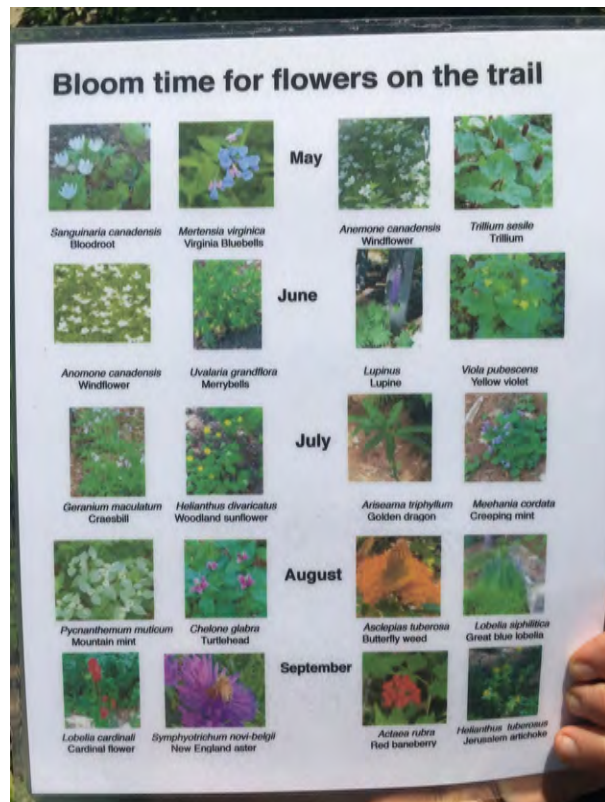 Bloom time for flowers on the trail
May
Sanguinaria canadensis
Bloodroot
Mertensia virginica
Virginia Bluebells
Anemone canadensis
Windflower
Trillium sesile
Trillium
June
Anomone canadensis
Windflower
Uvalaria grandflora
Merrybells
Lupinus
Lupine
Viola pubescens
Yellow violet
July
Geranium maculatum
Craesbill
Helianthus divaricatus
Woodland sunflower
Ariseama triphyllum
Golden dragon
Meehania cordata
Creeping mint
August
Pycnanthemum muticum
Mountain mint
Chelone glabra
Turtlehead
Asclepias tuberosa
Butterfly weed
Lobelia siphilitica
Great blue lobelia
September
Lobelia cardinali
Cardinal flower
Symphyotrichum novi-belgii
New England aster
Actaea rubra
Red baneberry
Helianthus tuberosus
Jerusalem artichoke